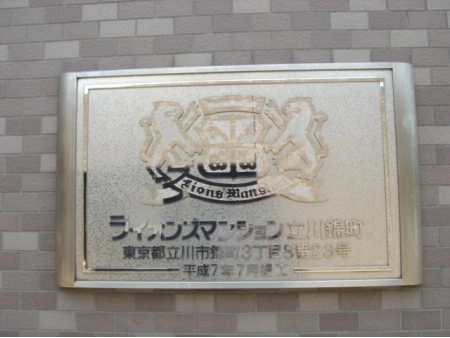 Lions Mansion
ライオンズマンション立川錦町
東京都立川市錦町3丁目8番23号
平成7年7月竣工